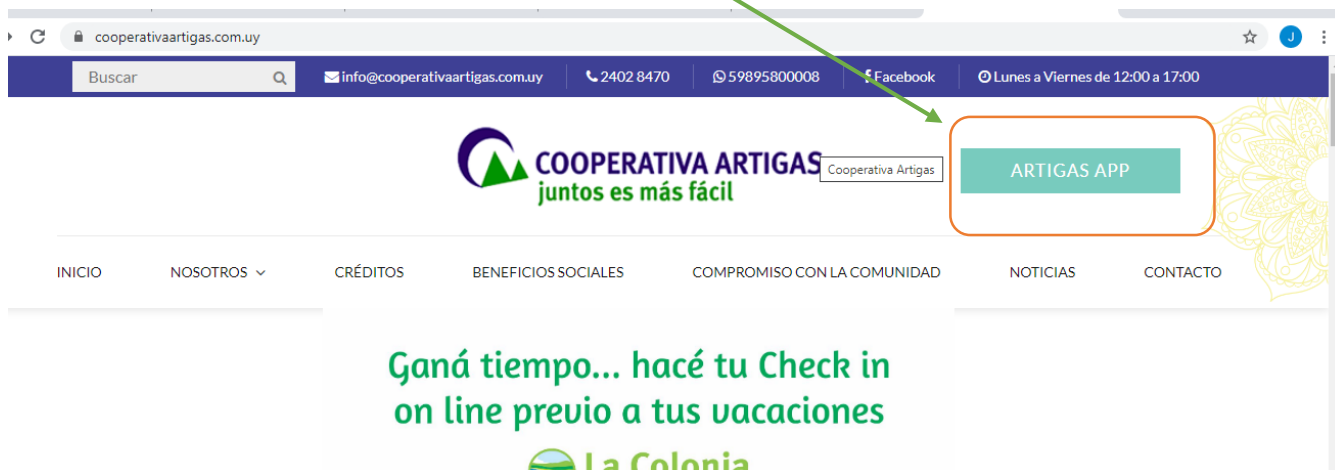 cooperativaartigas.com.uy
J
Buscar
info@cooperativaartigas.com.uy
2402 8470
59895800008
Facebook
Lunes a Viernes de 12:00 a 17:00
COOPERATIVA ARTIGAS
juntos es más fácil
Cooperativa Artigas
ARTIGAS APP
INICIO
NOSOTROS
CRÉDITOS
BENEFICIOS SOCIALES
COMPROMISO CON LA COMUNIDAD
NOTICIAS
CONTACTO
Ganá tiempo... hacé tu Check in
on line previo a tus vacaciones
La Colonia